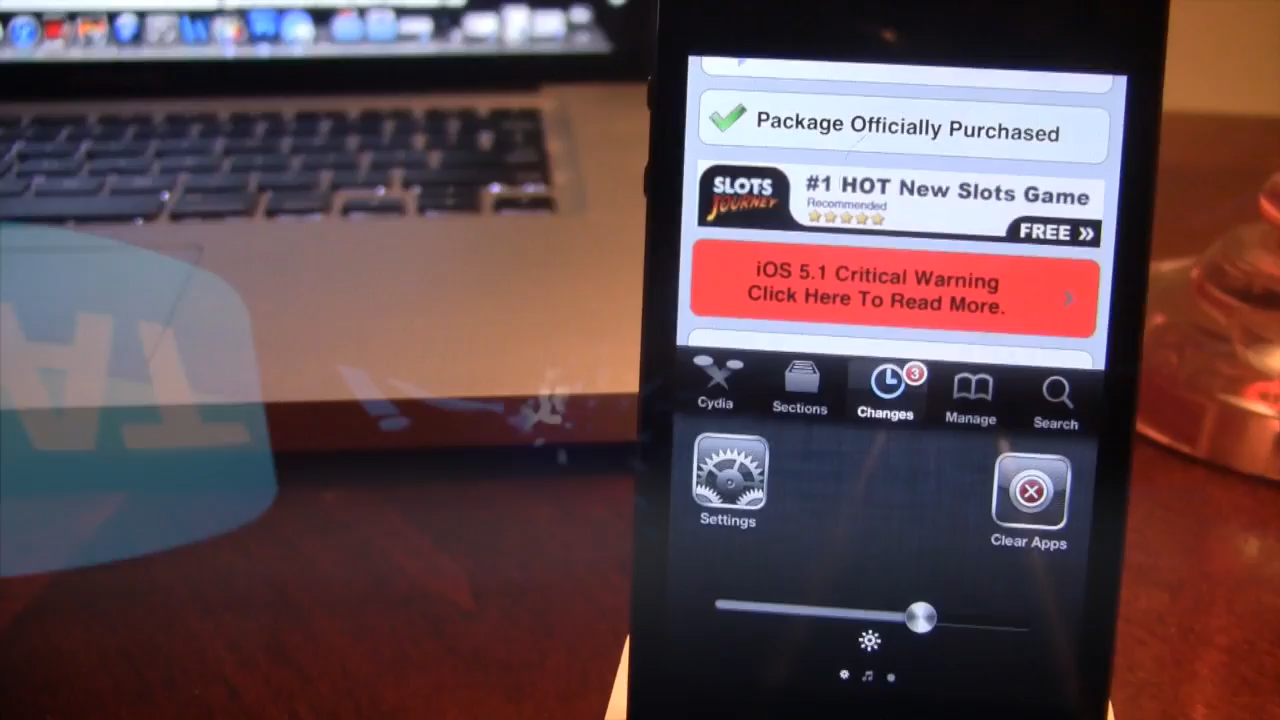 Package Officially Purchased
SLOTS
JOURNEY
#1 HOT New Slots Game
Recommended
FREE »
iOS 5.1 Critical Warning
Click Here To Read More.
Cydia
Sections
Changes
3
Manage
Search
Settings
Clear Apps
TA